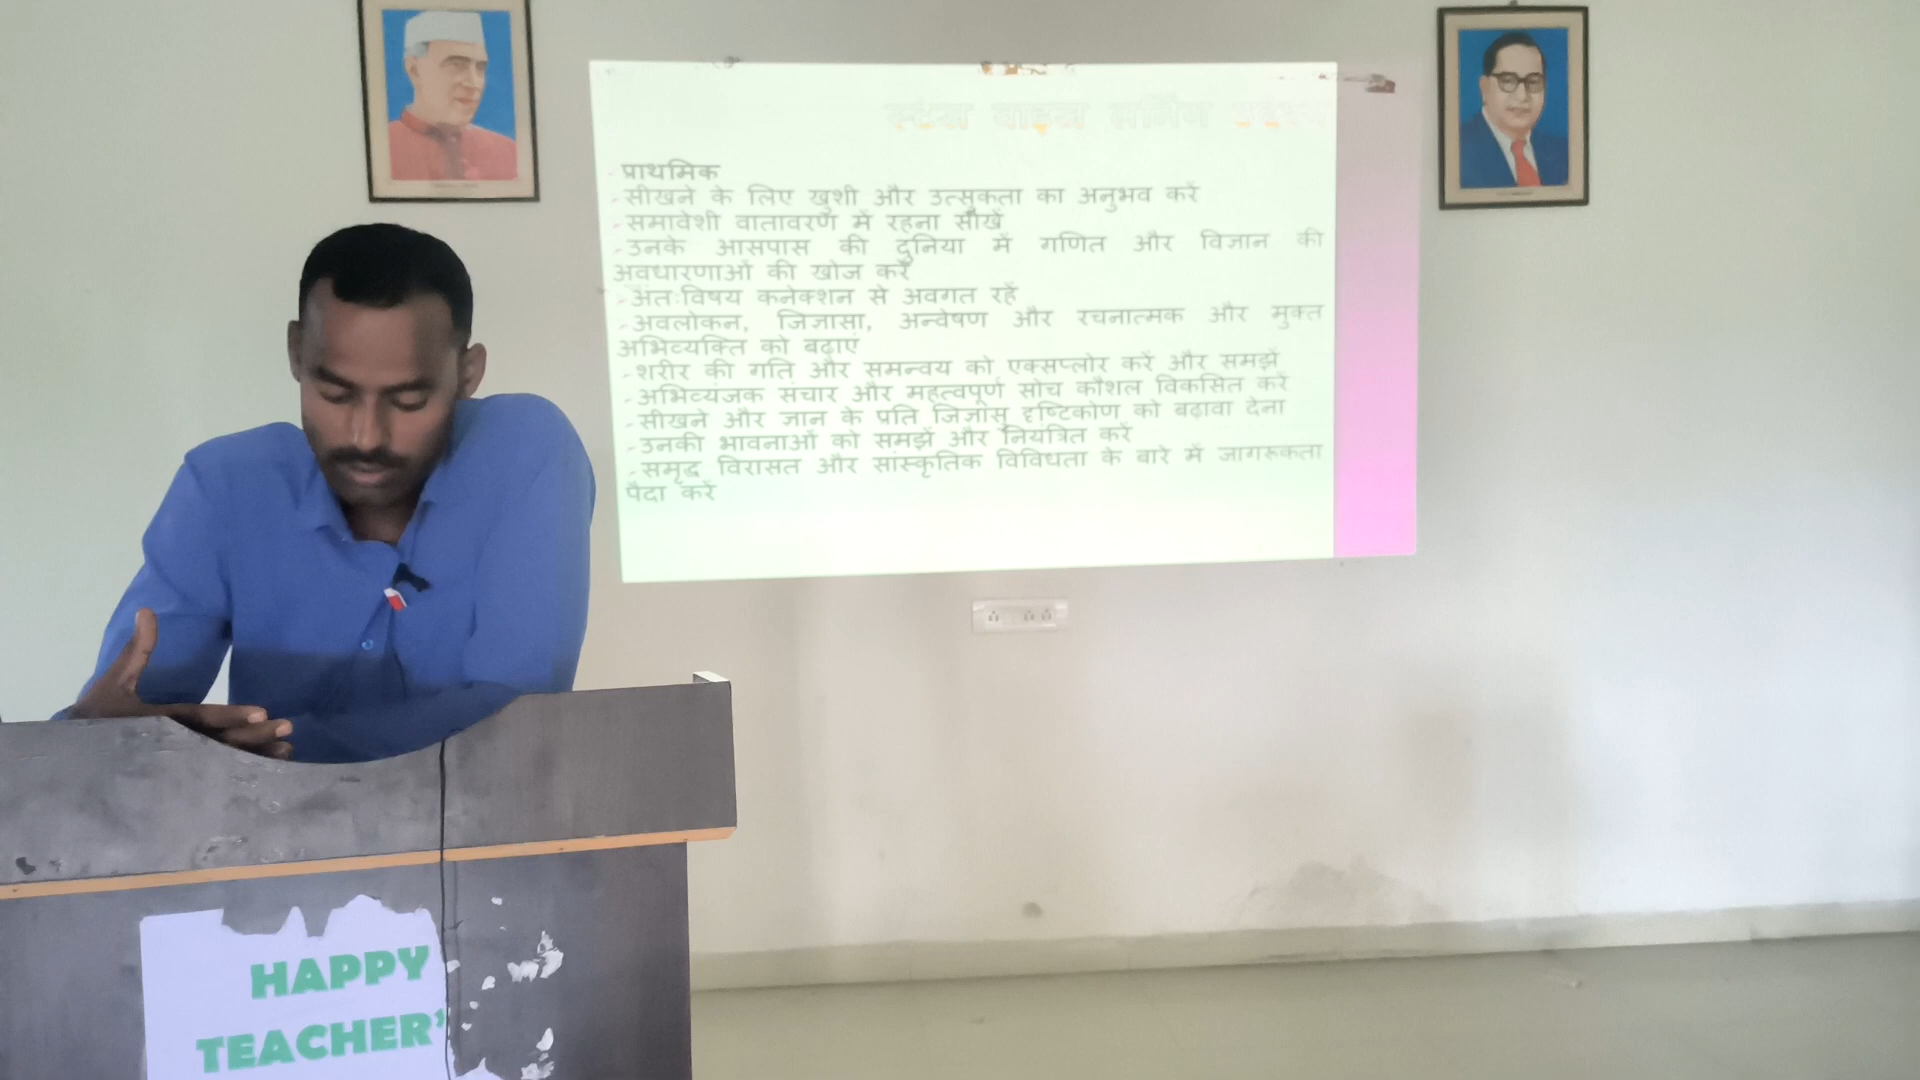 स्टेज वाइज लर्निंग
प्राथमिक
-सीखने के लिए खुशी और उत्सुकता का अनुभव करें
-समावेशी वातावरण में रहना सीखें
-उनके आसपास की दुनिया में गणित और विज्ञान की
अवधारणाओं की खोज करें
-अंतःविषय कनेक्शन से अवगत रहें
-अवलोकन, जिज्ञासा, अन्वेषण और रचनात्मक और मुक्त
अभिव्यक्ति को बढ़ाएं
-शरीर की गति और समन्वय को एक्सप्लोर करें और समझें
-अभिव्यंजक संचार और महत्वपूर्ण सोच कौशल विकसित करें
-सीखने और ज्ञान के प्रति जिज्ञासु दृष्टिकोण को बढ़ावा देना
-उनकी भावनाओं को समझें और नियंत्रित करें
-समृद्ध विरासत और सांस्कृतिक विविधता के बारे में जागरूकता
पैदा करें
HAPPY
TEACHER'